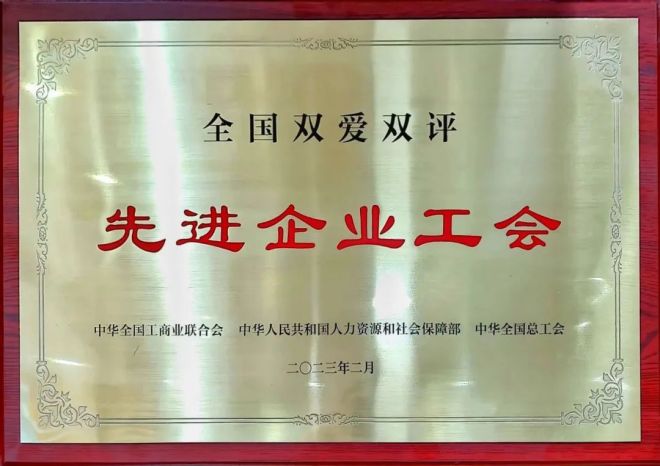 全国双爱双评
先进企业工会
中华全国工商业联合会 中华人民共和国人力资源和社会保障部 中华全国总工会
二〇二三年二月